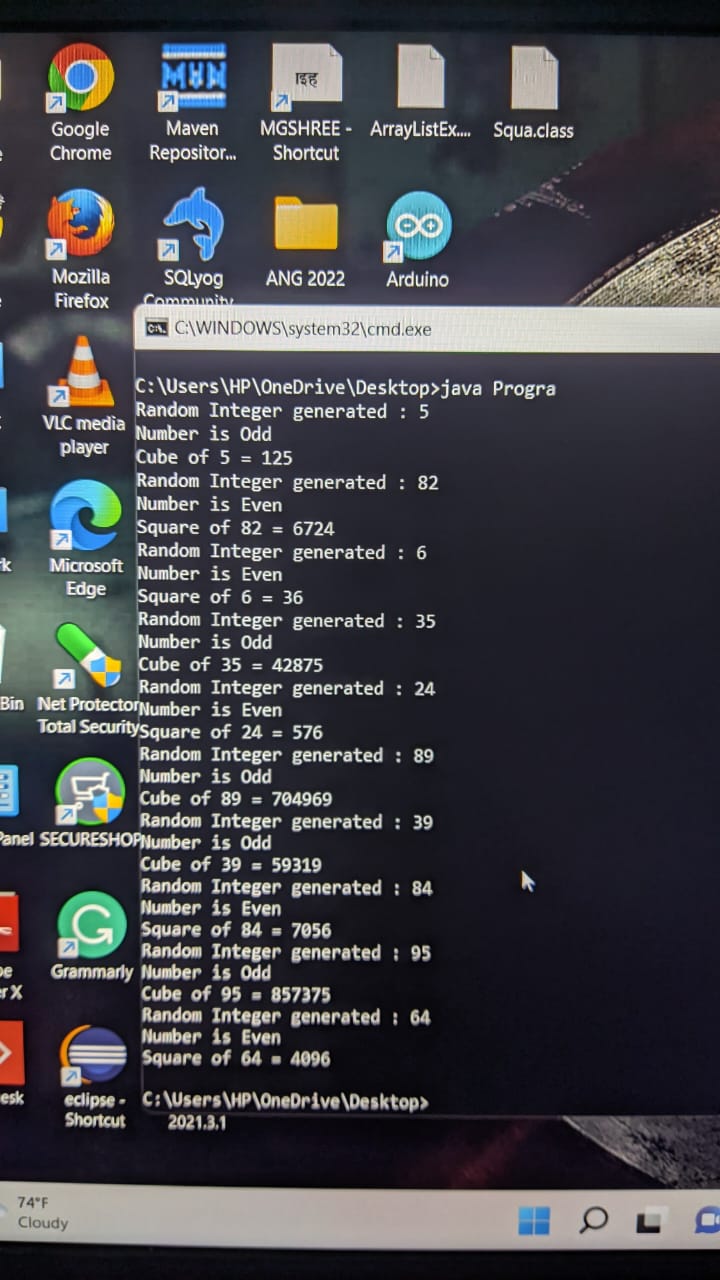 Google
Chrome
Maven
Repositor...
MGSHREE -
Shortcut
ArrayListEx....
Squa.class
इह
Mozilla
Firefox
SQLyog
Community
ANG 2022
Arduino
C:\WINDOWS\system32\cmd.exe
C:\Users\HP\OneDrive\Desktop>java Progra
Random Integer generated : 5
Number is Odd
Cube of 5 = 125
Random Integer generated : 82
Number is Even
Square of 82 = 6724
Random Integer generated : 6
Number is Even
Square of 6 = 36
Random Integer generated : 35
Number is Odd
Cube of 35 = 42875
Random Integer generated : 24
Number is Even
Square of 24 = 576
Random Integer generated : 89
Number is Odd
Cube of 89 = 704969
Random Integer generated : 39
Number is Odd
Cube of 39 = 59319
Random Integer generated : 84
Number is Even
Square of 84 = 7056
Random Integer generated : 95
Number is Odd
Cube of 95 = 857375
Random Integer generated : 64
Number is Even
Square of 64 = 4096
C:\Users\HP\OneDrive\Desktop>
2021.3.1
VLC media
player
Microsoft
Edge
Bin
Net Protector
Total Security
Panel
SECURESHOP
Grammarly
eclipse -
Shortcut
74°F
Cloudy